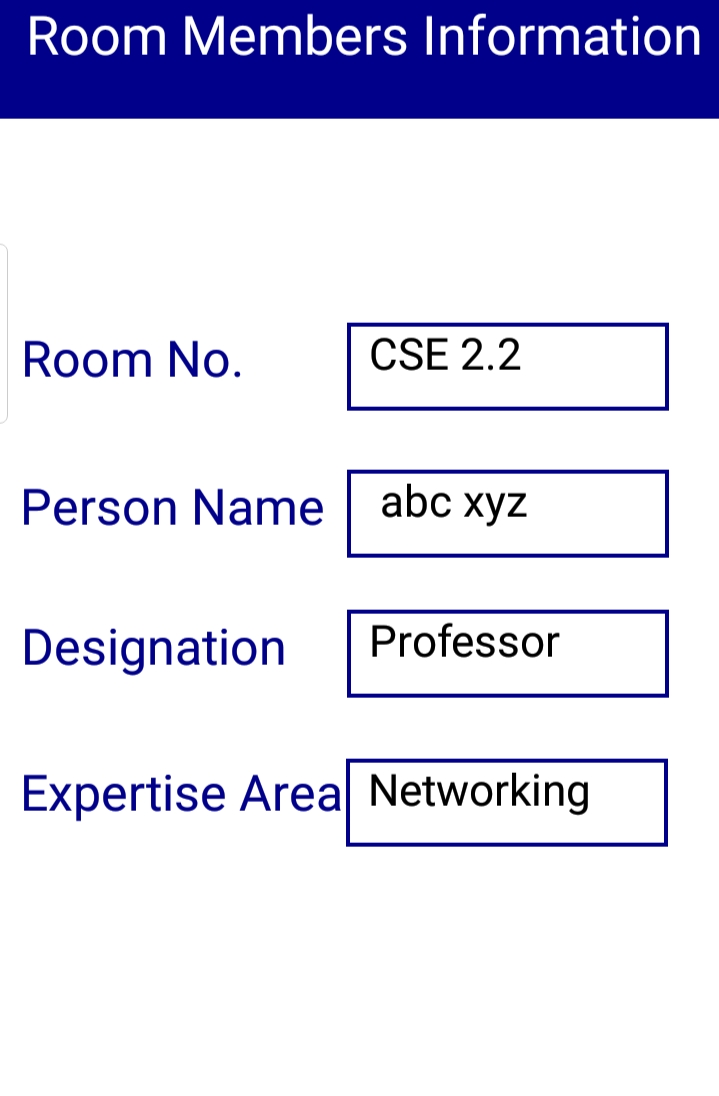 Room Members Information
Room No. CSE 2.2
Person Name abc xyz
Designation Professor
Expertise Area Networking